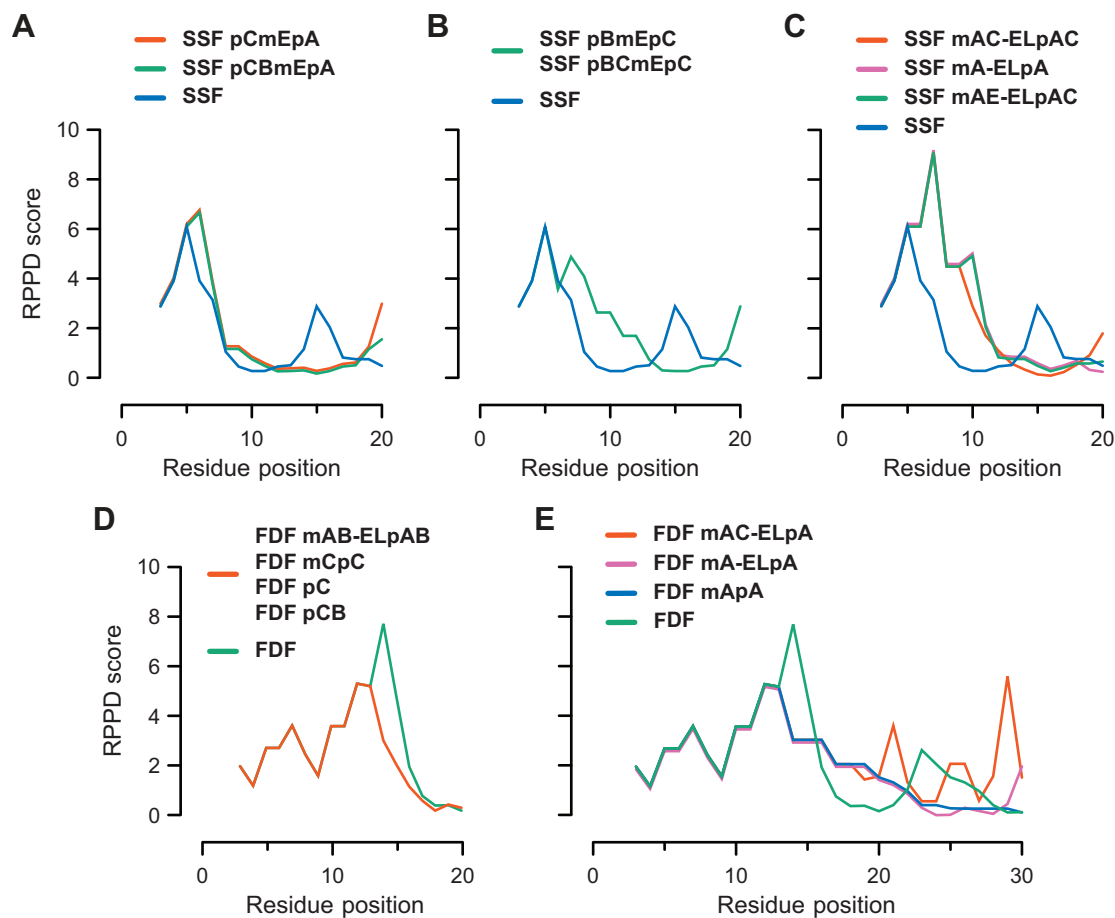 A
SSF pCmEpA
SSF pCBmEpA
SSF
B
SSF pBmEpC
SSF pBCmEpC
SSF
C
SSF mAC-ELpAC
SSF mA-ELpA
SSF mAE-ELpAC
SSF
10
8
6
4
2
0
RPPD score
0 10 20
Residue position
0 10 20
Residue position
0 10 20
Residue position
D
FDF mAB-ELpAB
FDF mCpC
FDF pC
FDF pCB
FDF
E
FDF mAC-ELpA
FDF mA-ELpA
FDF mApA
FDF
10
8
6
4
2
0
RPPD score
0 20
Residue position
0 10 20 30
Residue position